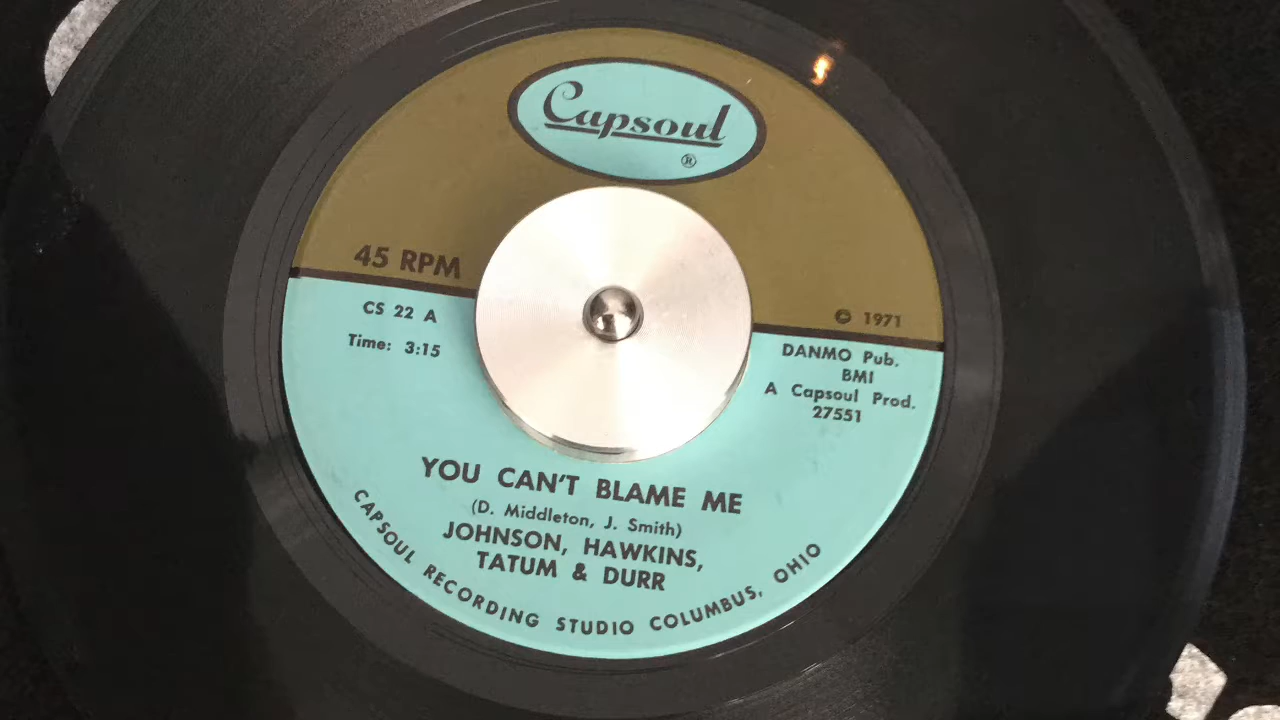 Capsoul
®
45 RPM
CS 22 A
Time: 3:15
© 1971
DANMO Pub.
BMI
A Capsoul Prod.
27551
YOU CAN'T BLAME ME
(D. Middleton, J. Smith)
JOHNSON, HAWKINS,
TATUM & DURR
CAPSOUL RECORDING STUDIO COLUMBUS, OHIO